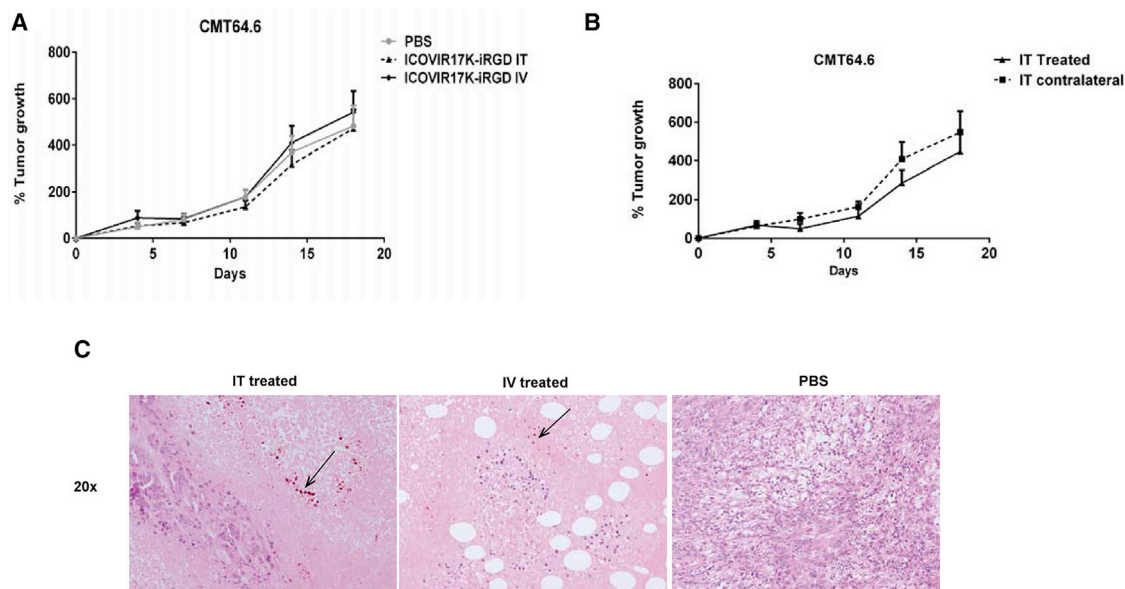 A
CMT64.6
PBS
ICOVIR17K-iRGD IT
ICOVIR17K-iRGD IV
% Tumor growth
800
600
400
200
0
0 5 10 15 20
Days
B
CMT64.6
IT Treated
IT contralateral
% Tumor growth
800
600
400
200
0
0 5 10 15 20
Days
C
IT treated IV treated PBS
20x